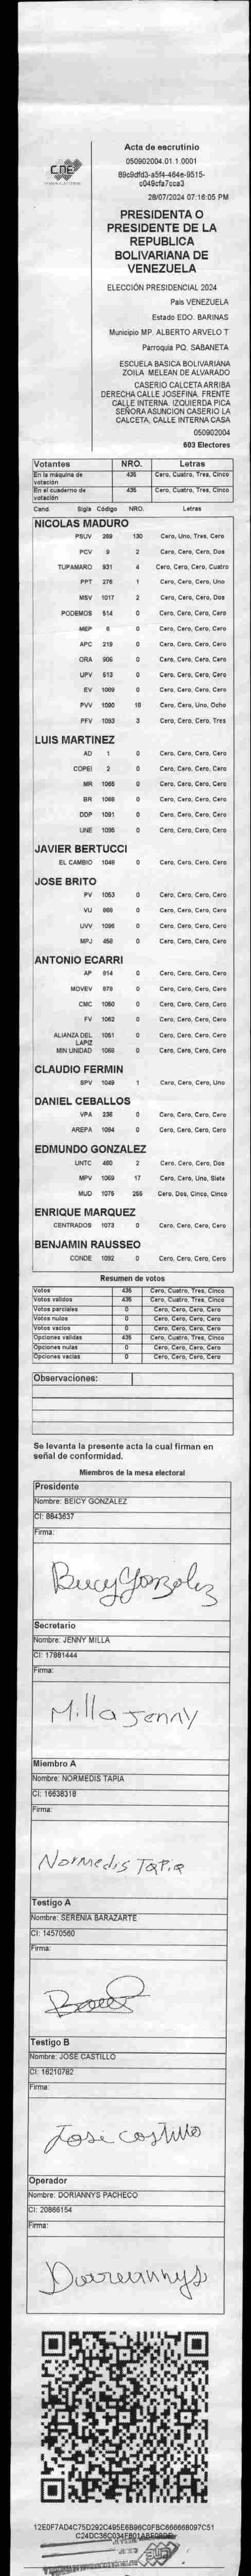 CNE
Acta de escrutinio
050902004.01.1.0001
89c9dfd3-a5f4-464e-9515-
c049cfa7cca3
28/07/2024 07:16:05 PM
PRESIDENTA O
PRESIDENTE DE LA
REPUBLICA
BOLIVARIANA DE
VENEZUELA
ELECCIÓN PRESIDENCIAL 2024
País VENEZUELA
Estado EDO. BARINAS
Municipio MP. ALBERTO ARVELO T
Parroquia PQ. SABANETA
ESCUELA BASICA BOLIVARIANA
ZOILA MELEAN DE ALVARADO
CASERIO CALCETA ARRIBA
DERECHA CALLE JOSEFINA. FRENTE
CALLE INTERNA. IZQUIERDA PICA
SEÑORA ASUNCION CASERIO LA
CALCETA, CALLE INTERNA CASA
050902004
603 Electores
Votantes NRO. Letras
En la máquina de votación 435 Cero, Cuatro, Tres, Cinco
En el cuaderno de votación 435 Cero, Cuatro, Tres, Cinco
Cand. Sigla Código NRO. Letras
NICOLAS MADURO
PSUV 269 130 Cero, Uno, Tres, Cero
PCV 9 2 Cero, Cero, Cero, Dos
TUPAMARO 931 4 Cero, Cero, Cero, Cuatro
PPT 276 1 Cero, Cero, Cero, Uno
MSV 1017 2 Cero, Cero, Cero, Dos
PODEMOS 514 0 Cero, Cero, Cero, Cero
MEP 6 0 Cero, Cero, Cero, Cero
APC 219 0 Cero, Cero, Cero, Cero
ORA 906 0 Cero, Cero, Cero, Cero
UPV 513 0 Cero, Cero, Cero, Cero
EV 1089 0 Cero, Cero, Cero, Cero
PVV 1090 18 Cero, Cero, Uno, Ocho
PFV 1093 3 Cero, Cero, Cero, Tres
LUIS MARTINEZ
AD 1 0 Cero, Cero, Cero, Cero
COPEI 2 0 Cero, Cero, Cero, Cero
MR 1065 0 Cero, Cero, Cero, Cero
BR 1068 0 Cero, Cero, Cero, Cero
DDP 1091 0 Cero, Cero, Cero, Cero
UNE 1095 0 Cero, Cero, Cero, Cero
JAVIER BERTUCCI
EL CAMBIO 1046 0 Cero, Cero, Cero, Cero
JOSE BRITO
PV 1053 0 Cero, Cero, Cero, Cero
VU 969 0 Cero, Cero, Cero, Cero
UVV 1096 0 Cero, Cero, Cero, Cero
MPJ 458 0 Cero, Cero, Cero, Cero
ANTONIO ECARRI
AP 914 0 Cero, Cero, Cero, Cero
MOVEV 978 0 Cero, Cero, Cero, Cero
CMC 1050 0 Cero, Cero, Cero, Cero
FV 1062 0 Cero, Cero, Cero, Cero
ALIANZA DEL LAPIZ 1051 0 Cero, Cero, Cero, Cero
MIN UNIDAD 1068 0 Cero, Cero, Cero, Cero
CLAUDIO FERMIN
SPV 1049 1 Cero, Cero, Cero, Uno
DANIEL CEBALLOS
VPA 236 0 Cero, Cero, Cero, Cero
AREPA 1094 0 Cero, Cero, Cero, Cero
EDMUNDO GONZALEZ
UNTC 460 2 Cero, Cero, Cero, Dos
MPV 1069 17 Cero, Cero, Uno, Siete
MUD 1075 255 Cero, Dos, Cinco, Cinco
ENRIQUE MARQUEZ
CENTRADOS 1073 0 Cero, Cero, Cero, Cero
BENJAMIN RAUSSEO
CONDE 1092 0 Cero, Cero, Cero, Cero
Resumen de votos
Votos 435 Cero, Cuatro, Tres, Cinco
Votos validos 435 Cero, Cuatro, Tres, Cinco
Votos parciales 0 Cero, Cero, Cero, Cero
Votos nulos 0 Cero, Cero, Cero, Cero
Votos vacios 0 Cero, Cero, Cero, Cero
Opciones validas 435 Cero, Cuatro, Tres, Cinco
Opciones nulas 0 Cero, Cero, Cero, Cero
Opciones vacias 0 Cero, Cero, Cero, Cero
Observaciones:
Se levanta la presente acta la cual firman en
señal de conformidad.
Miembros de la mesa electoral
Presidente
Nombre: BEICY GONZALEZ
CI: 8843637
Firma:
Beicy Gonzalez
Secretario
Nombre: JENNY MILLA
CI: 17881444
Firma:
Milla Jenny
Miembro A
Nombre: NORMEDIS TAPIA
CI: 16638318
Firma:
Normedis Tapia
Testigo A
Nombre: SERENIA BARAZARTE
CI: 14570560
Firma:
Testigo B
Nombre: JOSE CASTILLO
CI: 16210782
Firma:
Jose castillo
Operador
Nombre: DORIANNYS PACHECO
CI: 20866154
Firma:
Doriannys
CNE